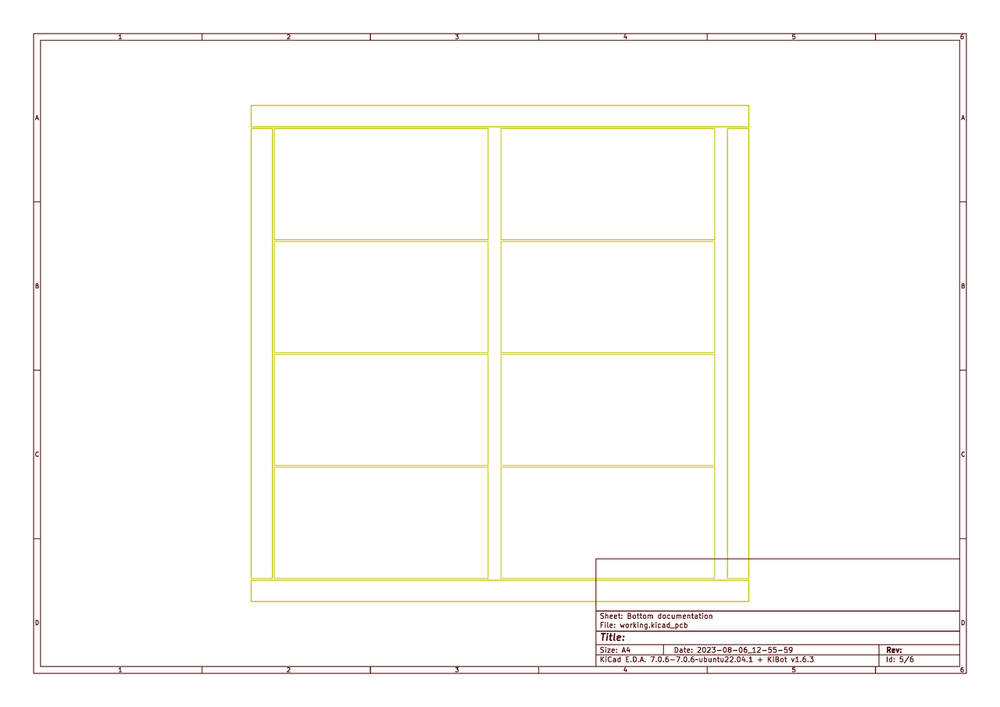 1 2 3 4 5 6
A A
B B
C C
D D
Sheet: Bottom documentation
File: working.kicad_pcb
Title:
Size: A4 Date: 2023-08-06_12-55-59 Rev:
KiCad E.D.A. 7.0.6-7.0.6~ubuntu22.04.1 + KiBot v1.6.3 Id: 5/6
1 2 3 4 5 6